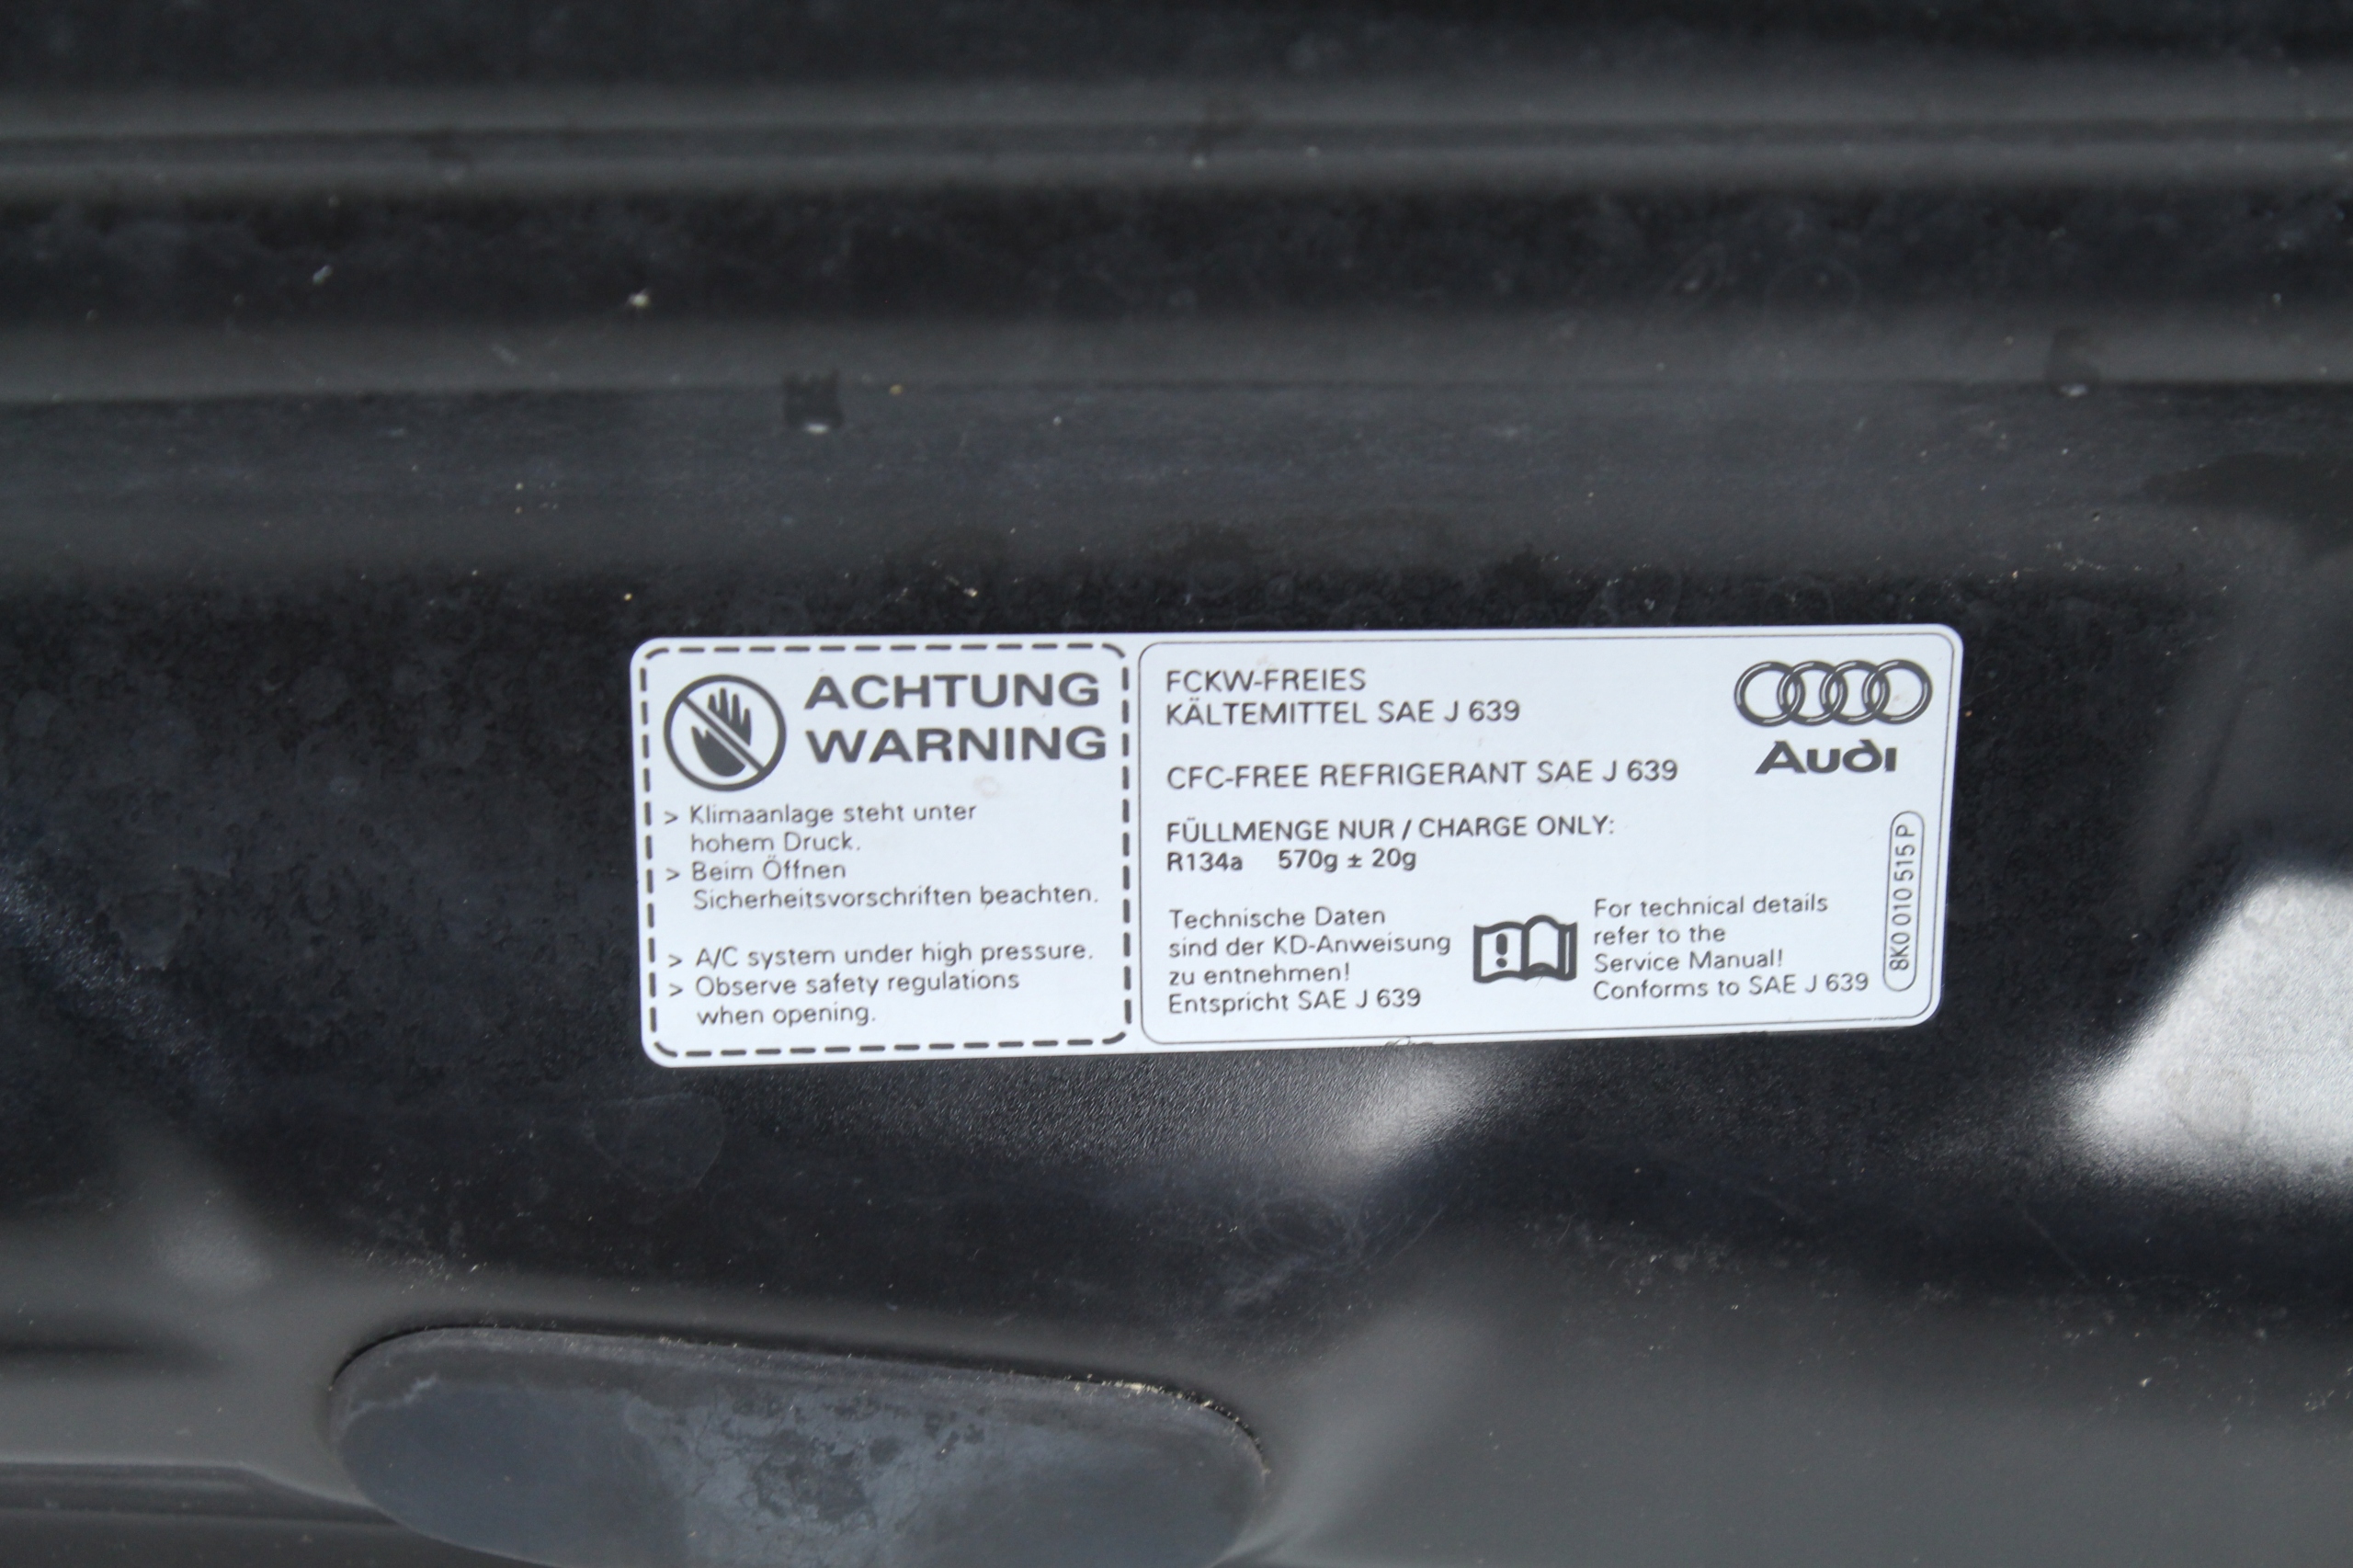 ACHTUNG
WARNING
> Klimaanlage steht unter
hohem Druck.
> Beim Öffnen
Sicherheitsvorschriften beachten.
> A/C system under high pressure.
> Observe safety regulations
when opening.
FCKW-FREIES
KÄLTEMITTEL SAE J 639
CFC-FREE REFRIGERANT SAE J 639
FÜLLMENGE NUR / CHARGE ONLY:
R134a 570g ± 20g
Technische Daten
sind der KD-Anweisung
zu entnehmen!
Entspricht SAE J 639
For technical details
refer to the
Service Manual!
Conforms to SAE J 639
Audi
8K0 010 515 P